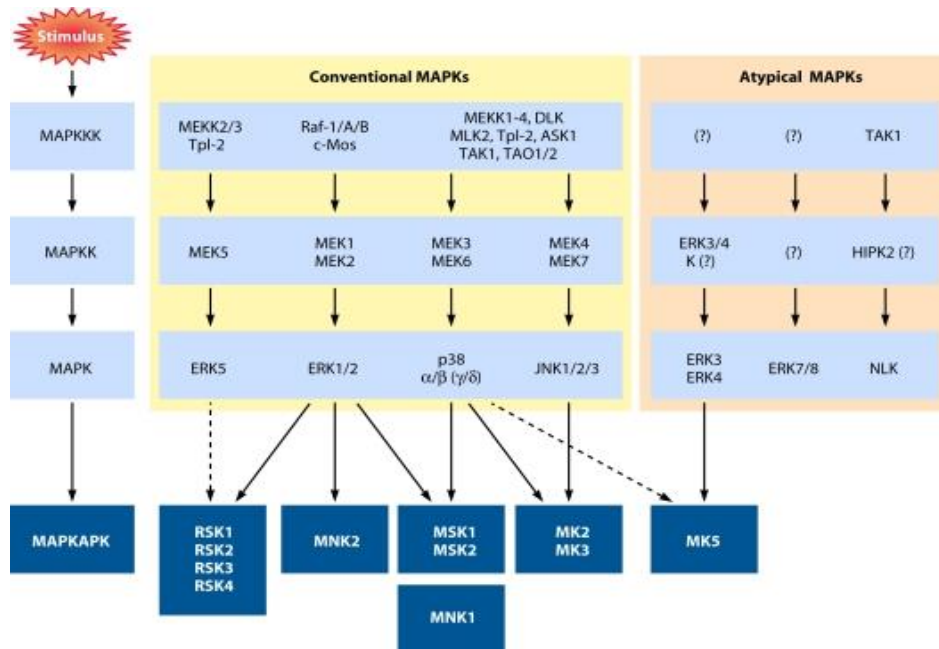 Stimulus
Conventional MAPKs
Atypical MAPKs
MAPKKK
MEKK2/3
Tpl-2
Raf-1/A/B
c-Mos
MEKK1-4, DLK
MLK2, Tpl-2, ASK1
TAK1, TAO1/2
(?)
(?)
TAK1
MAPKK
MEK5
MEK1
MEK2
MEK3
MEK6
MEK4
MEK7
ERK3/4
K (?)
(?)
HIPK2 (?)
MAPK
ERK5
ERK1/2
p38
α/β (γ/δ)
JNK1/2/3
ERK3
ERK4
ERK7/8
NLK
MAPKAPK
RSK1
RSK2
RSK3
RSK4
MNK2
MSK1
MSK2
MK2
MK3
MK5
MNK1